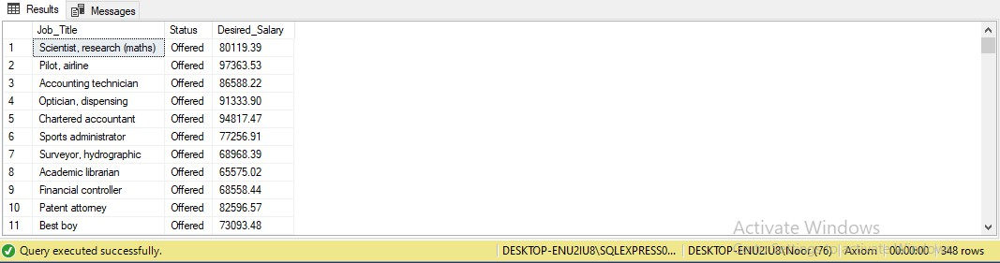 Results Messages
Job_Title Status Desired_Salary
1 Scientist, research (maths) Offered 80119.39
2 Pilot, airline Offered 97363.53
3 Accounting technician Offered 86588.22
4 Optician, dispensing Offered 91333.90
5 Chartered accountant Offered 94817.47
6 Sports administrator Offered 77256.91
7 Surveyor, hydrographic Offered 68968.39
8 Academic librarian Offered 65575.02
9 Financial controller Offered 68558.44
10 Patent attorney Offered 82596.57
11 Best boy Offered 73093.48
Activate Windows
Query executed successfully. DESKTOP-ENU2IU8\SQLEXPRESS0... DESKTOP-ENU2IU8\Noor (76) Axiom 00:00:00 348 rows